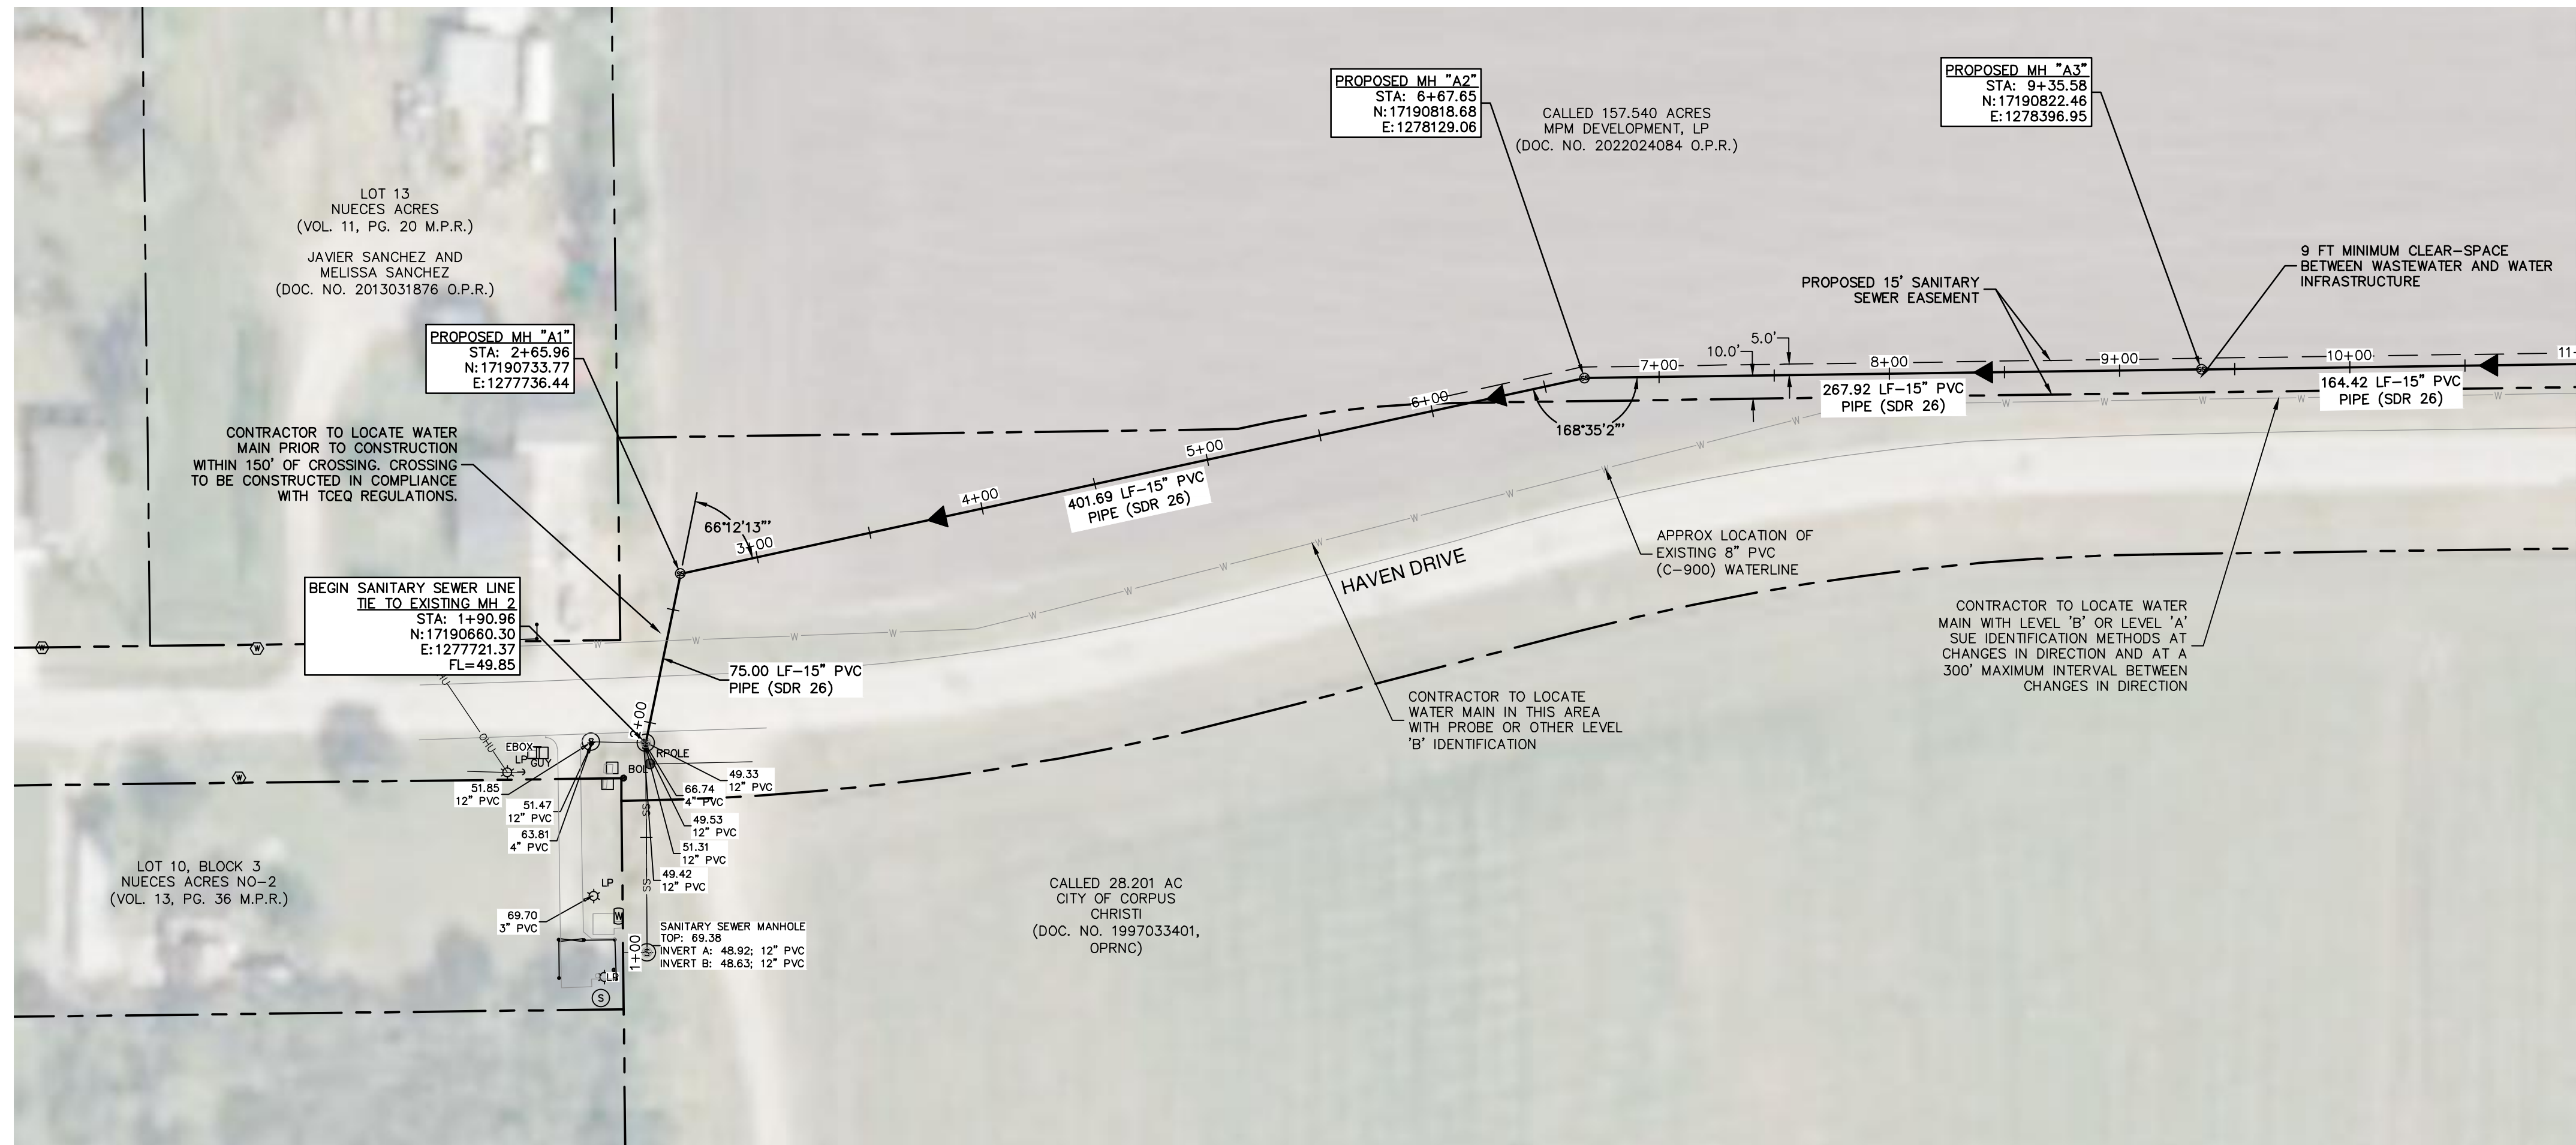 PROPOSED MH "A2"
STA: 6+67.65
N:17190818.68
E:1278129.06
CALLED 157.540 ACRES
MPM DEVELOPMENT, LP
(DOC. NO. 2022024084 O.P.R.)
PROPOSED MH "A3"
STA: 9+35.58
N:17190822.46
E:1278396.95
LOT 13
NUECES ACRES
(VOL. 11, PG. 20 M.P.R.)
JAVIER SANCHEZ AND
MELISSA SANCHEZ
(DOC. NO. 2013031876 O.P.R.)
9 FT MINIMUM CLEAR-SPACE
BETWEEN WASTEWATER AND WATER
INFRASTRUCTURE
PROPOSED 15' SANITARY
SEWER EASEMENT
PROPOSED MH "A1"
STA: 2+65.96
N:17190733.77
E:1277736.44
10.0'
5.0'
7+00
8+00
9+00
10+00
11-
267.92 LF-15" PVC
PIPE (SDR 26)
164.42 LF-15" PVC
PIPE (SDR 26)
6+00
168°35'2"'
5+00
401.69 LF-15" PVC
PIPE (SDR 26)
4+00
66°12'13"'
3+00
CONTRACTOR TO LOCATE WATER
MAIN PRIOR TO CONSTRUCTION
WITHIN 150' OF CROSSING. CROSSING
TO BE CONSTRUCTED IN COMPLIANCE
WITH TCEQ REGULATIONS.
APPROX LOCATION OF
EXISTING 8" PVC
(C-900) WATERLINE
HAVEN DRIVE
BEGIN SANITARY SEWER LINE
TIE TO EXISTING MH 2
STA: 1+90.96
N:17190660.30
E:1277721.37
FL=49.85
CONTRACTOR TO LOCATE WATER
MAIN WITH LEVEL 'B' OR LEVEL 'A'
SUE IDENTIFICATION METHODS AT
CHANGES IN DIRECTION AND AT A
300' MAXIMUM INTERVAL BETWEEN
CHANGES IN DIRECTION
75.00 LF-15" PVC
PIPE (SDR 26)
CONTRACTOR TO LOCATE
WATER MAIN IN THIS AREA
WITH PROBE OR OTHER LEVEL
'B' IDENTIFICATION
2+00
OHU
EBOX
LP
GUY
RPOLE
BOL
51.85
12" PVC
51.47
12" PVC
63.81
4" PVC
49.33
12" PVC
66.74
4" PVC
49.53
12" PVC
51.31
12" PVC
49.42
12" PVC
SS
SS
LOT 10, BLOCK 3
NUECES ACRES NO-2
(VOL. 13, PG. 36 M.P.R.)
LP
69.70
3" PVC
W
1+00
SANITARY SEWER MANHOLE
TOP: 69.38
INVERT A: 48.92; 12" PVC
INVERT B: 48.63; 12" PVC
LP
S
CALLED 28.201 AC
CITY OF CORPUS
CHRISTI
(DOC. NO. 1997033401,
OPRNC)